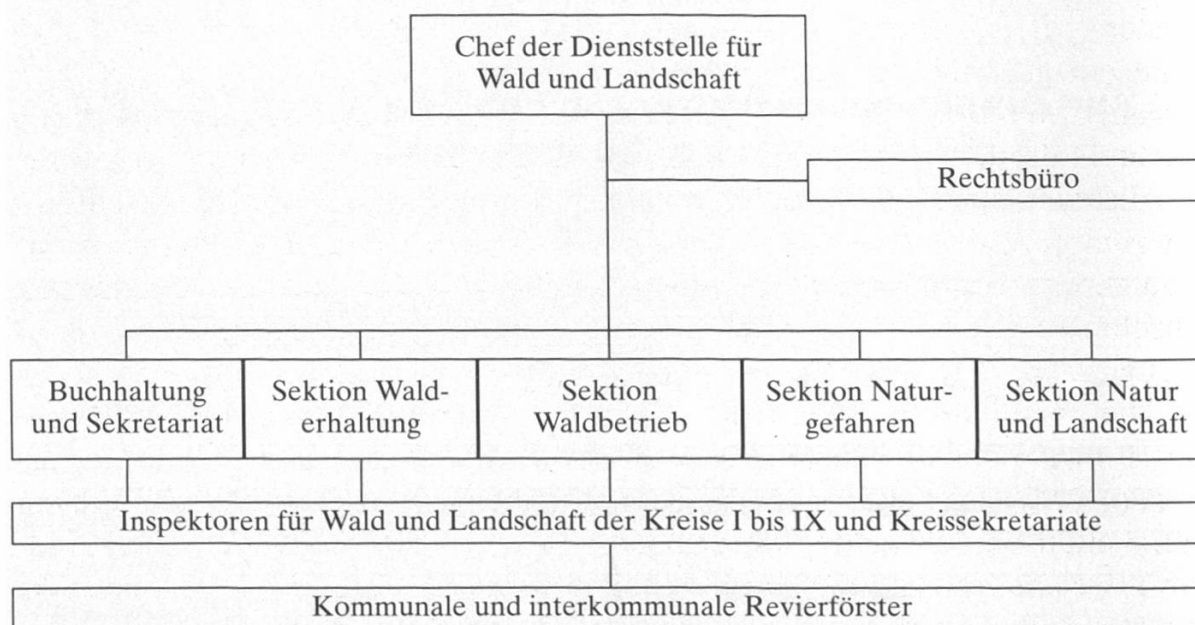 Chef der Dienststelle für
Wald und Landschaft
Rechtsbüro
Buchhaltung
und Sekretariat
Sektion Wald-
erhaltung
Sektion
Waldbetrieb
Sektion Natur-
gefahren
Sektion Natur
und Landschaft
Inspektoren für Wald und Landschaft der Kreise I bis IX und Kreissekretariate
Kommunale und interkommunale Revierförster